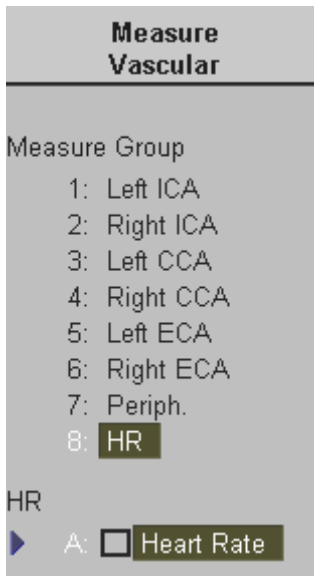 Measure
Vascular
Measure Group
1: Left ICA
2: Right ICA
3: Left CCA
4: Right CCA
5: Left ECA
6: Right ECA
7: Periph.
8: HR
HR
A: Heart Rate